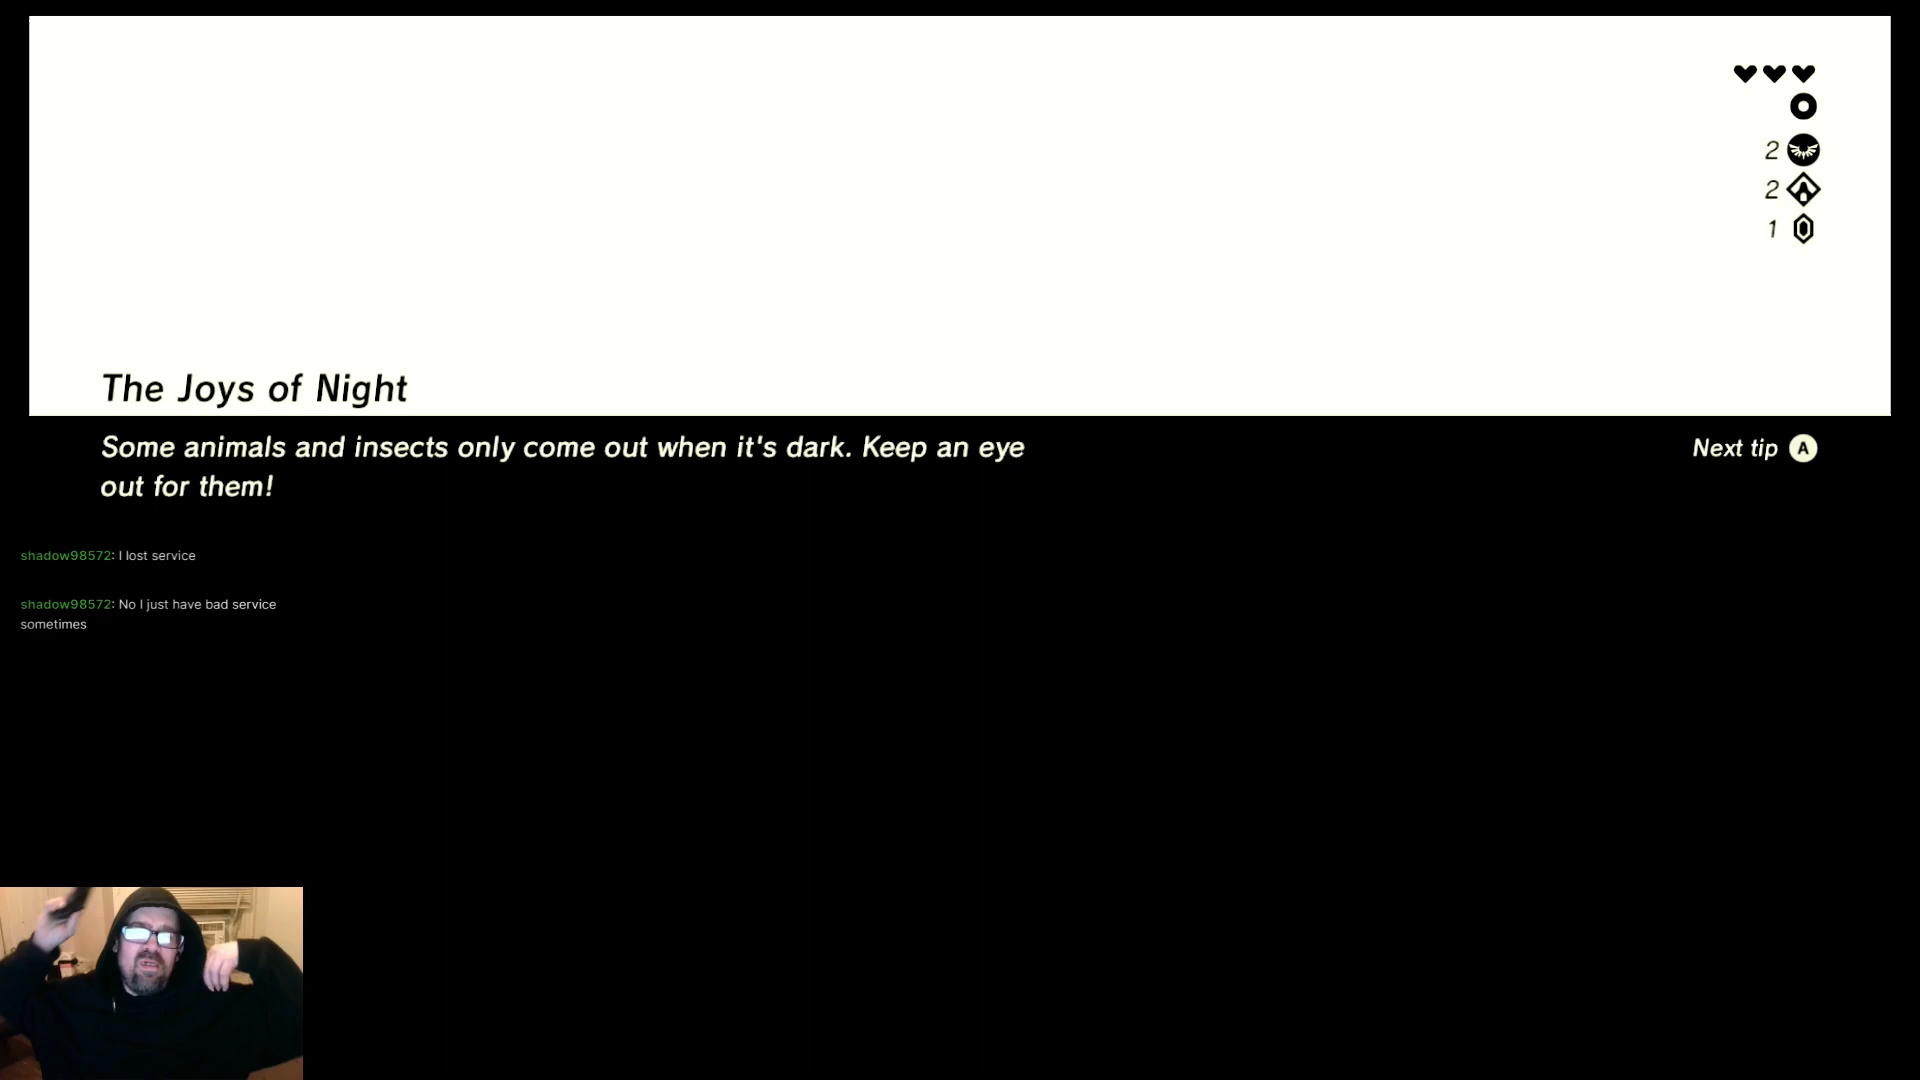 2
2
1
The Joys of Night
Some animals and insects only come out when it's dark. Keep an eye
out for them!
Next tip A
shadow98572: I lost service
shadow98572: No I just have bad service
sometimes